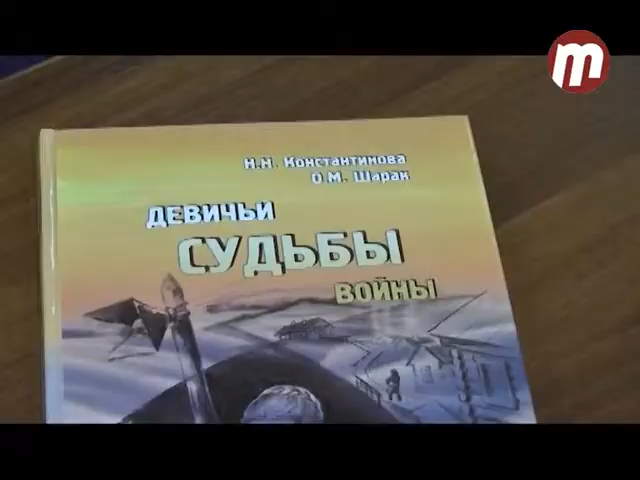 m
Н.Н. Константинова
О.М. Шарак
ДЕВИЧЬИ
СУДЬБЫ
ВОЙНЫ